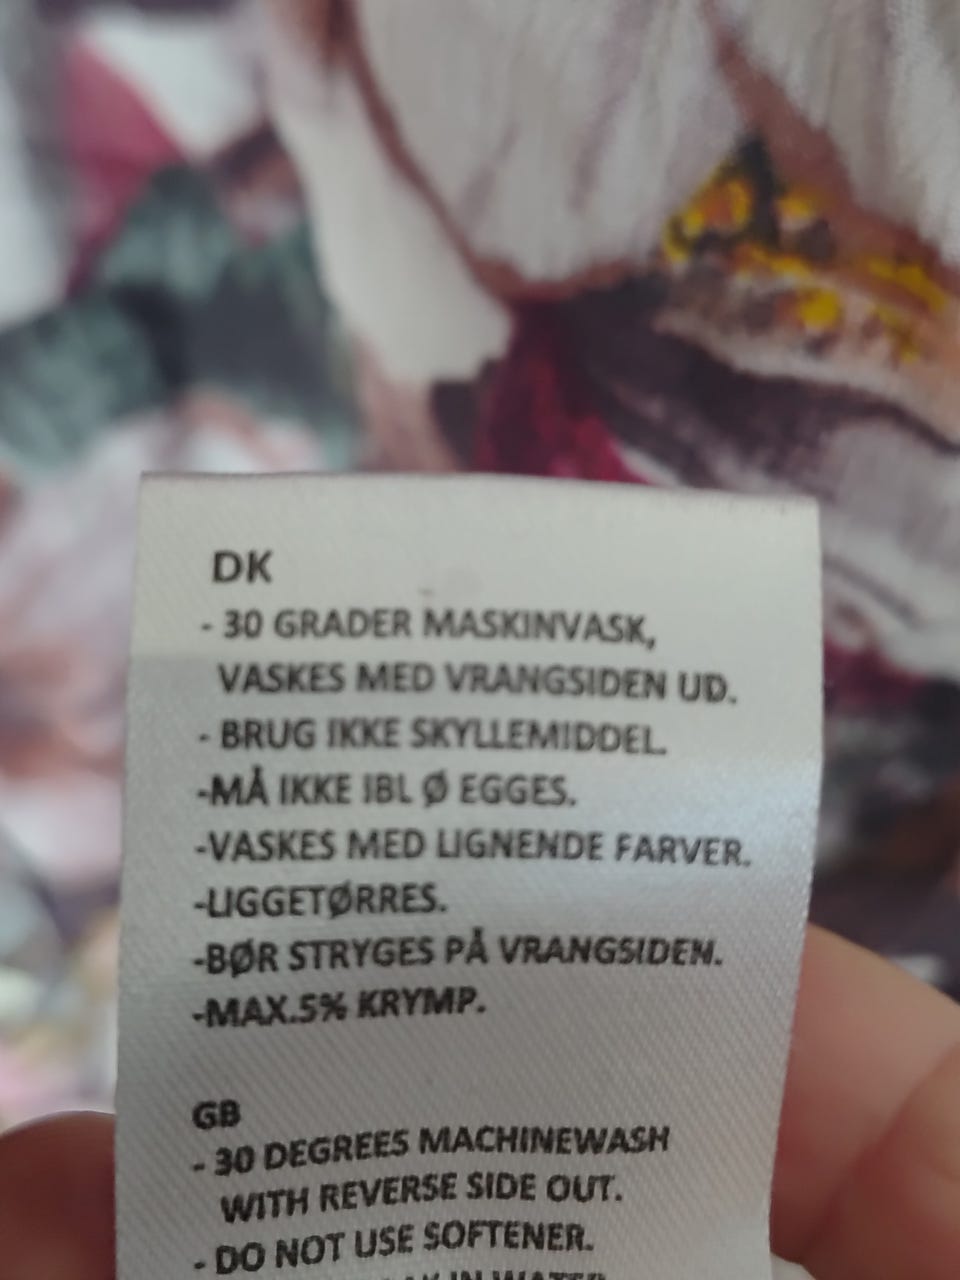 DK
- 30 GRADER MASKINVASK,
VASKES MED VRANGSIDEN UD.
- BRUG IKKE SKYLLEMIDDEL.
-MÅ IKKE IBL Ø EGGES.
-VASKES MED LIGNENDE FARVER.
-LIGGETØRRES.
-BØR STRYGES PÅ VRANGSIDEN.
-MAX.5% KRYMP.
GB
- 30 DEGREES MACHINEWASH
WITH REVERSE SIDE OUT.
- DO NOT USE SOFTENER.
IN WATER